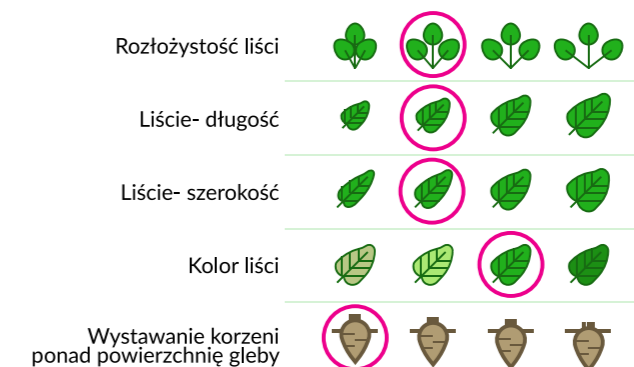 Rozłożystość liści
Liście- długość
Liście- szerokość
Kolor liści
Wystawanie korzeni
ponad powierzchnię gleby